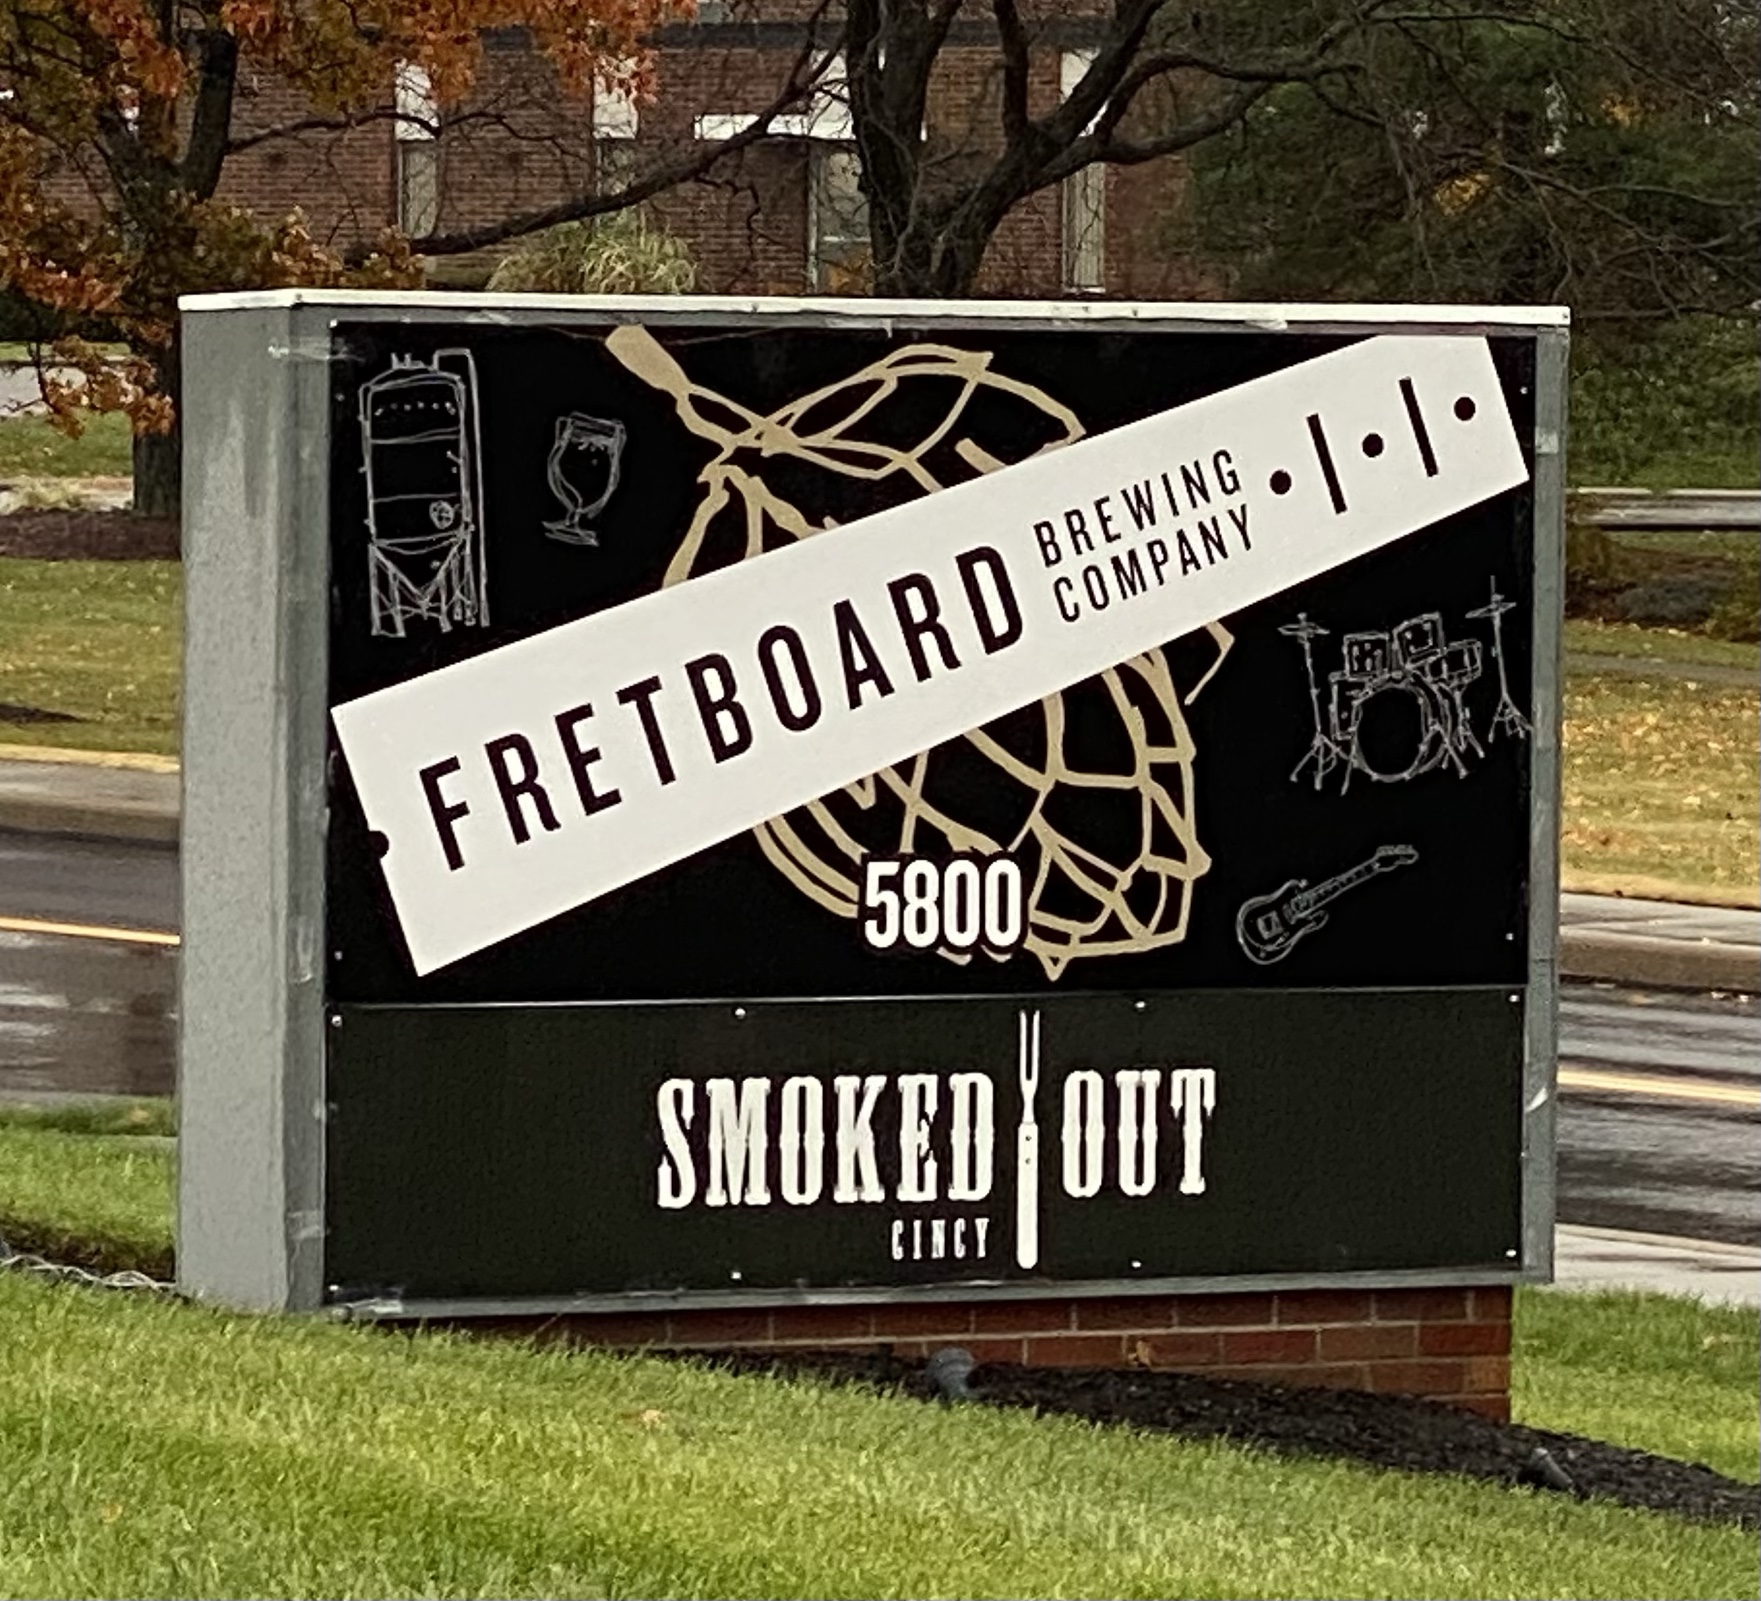 FRETBOARD
BREWING
COMPANY
5800
SMOKED OUT
CINCY